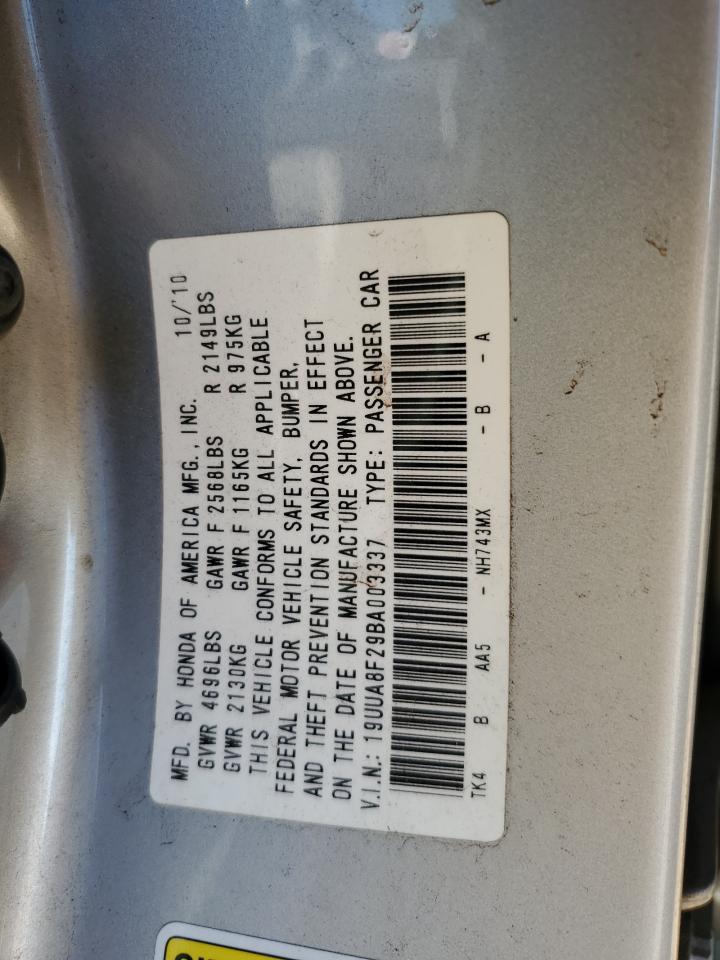 MFD. BY HONDA OF AMERICA MFG., INC. 10/'10
GVWR 4696LBS GAWR F 2568LBS R 2149LBS
GVWR 2130KG GAWR F 1165KG R 975KG
THIS VEHICLE CONFORMS TO ALL APPLICABLE
FEDERAL MOTOR VEHICLE SAFETY, BUMPER,
AND THEFT PREVENTION STANDARDS IN EFFECT
ON THE DATE OF MANUFACTURE SHOWN ABOVE.
V.I.N.: 19UUA8F29BA003337 TYPE: PASSENGER CAR
TK4 B AA5 - NH743MX - B - A